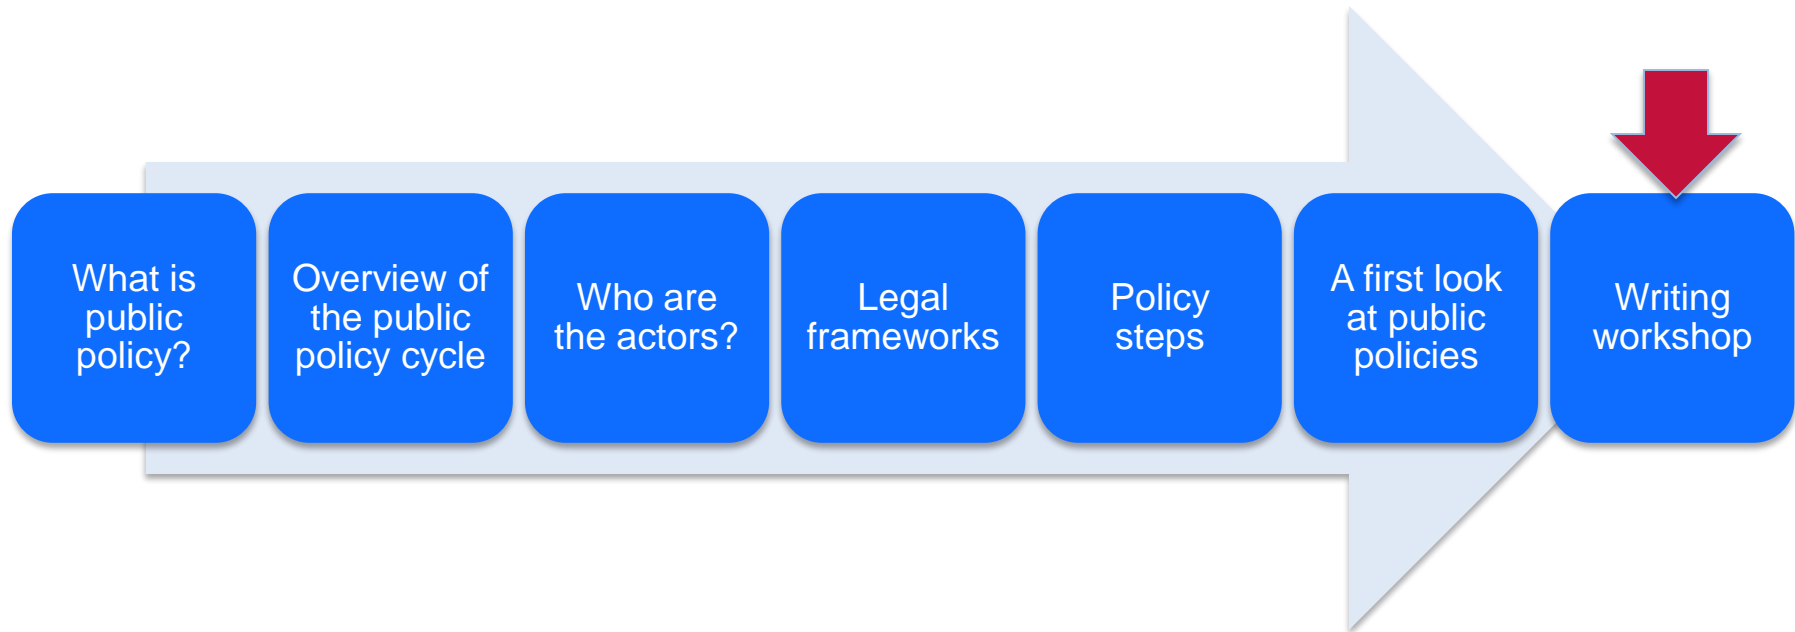 What is
public
policy?
Overview of
the public
policy cycle
Who are
the actors?
Legal
frameworks
Policy
steps
A first look
at public
policies
Writing
workshop